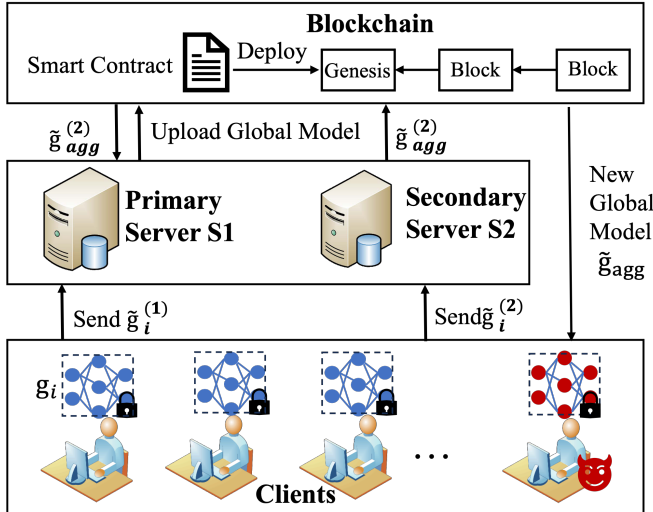 Blockchain
Smart Contract
Deploy
Genesis
Block
Block
g̃ₐgg⁽²⁾
Upload Global Model
g̃ₐgg⁽²⁾
New
Global
Model
g̃agg
Primary
Server S1
Secondary
Server S2
Send g̃ᵢ⁽¹⁾
Sendg̃ᵢ⁽²⁾
gᵢ
...
Clients